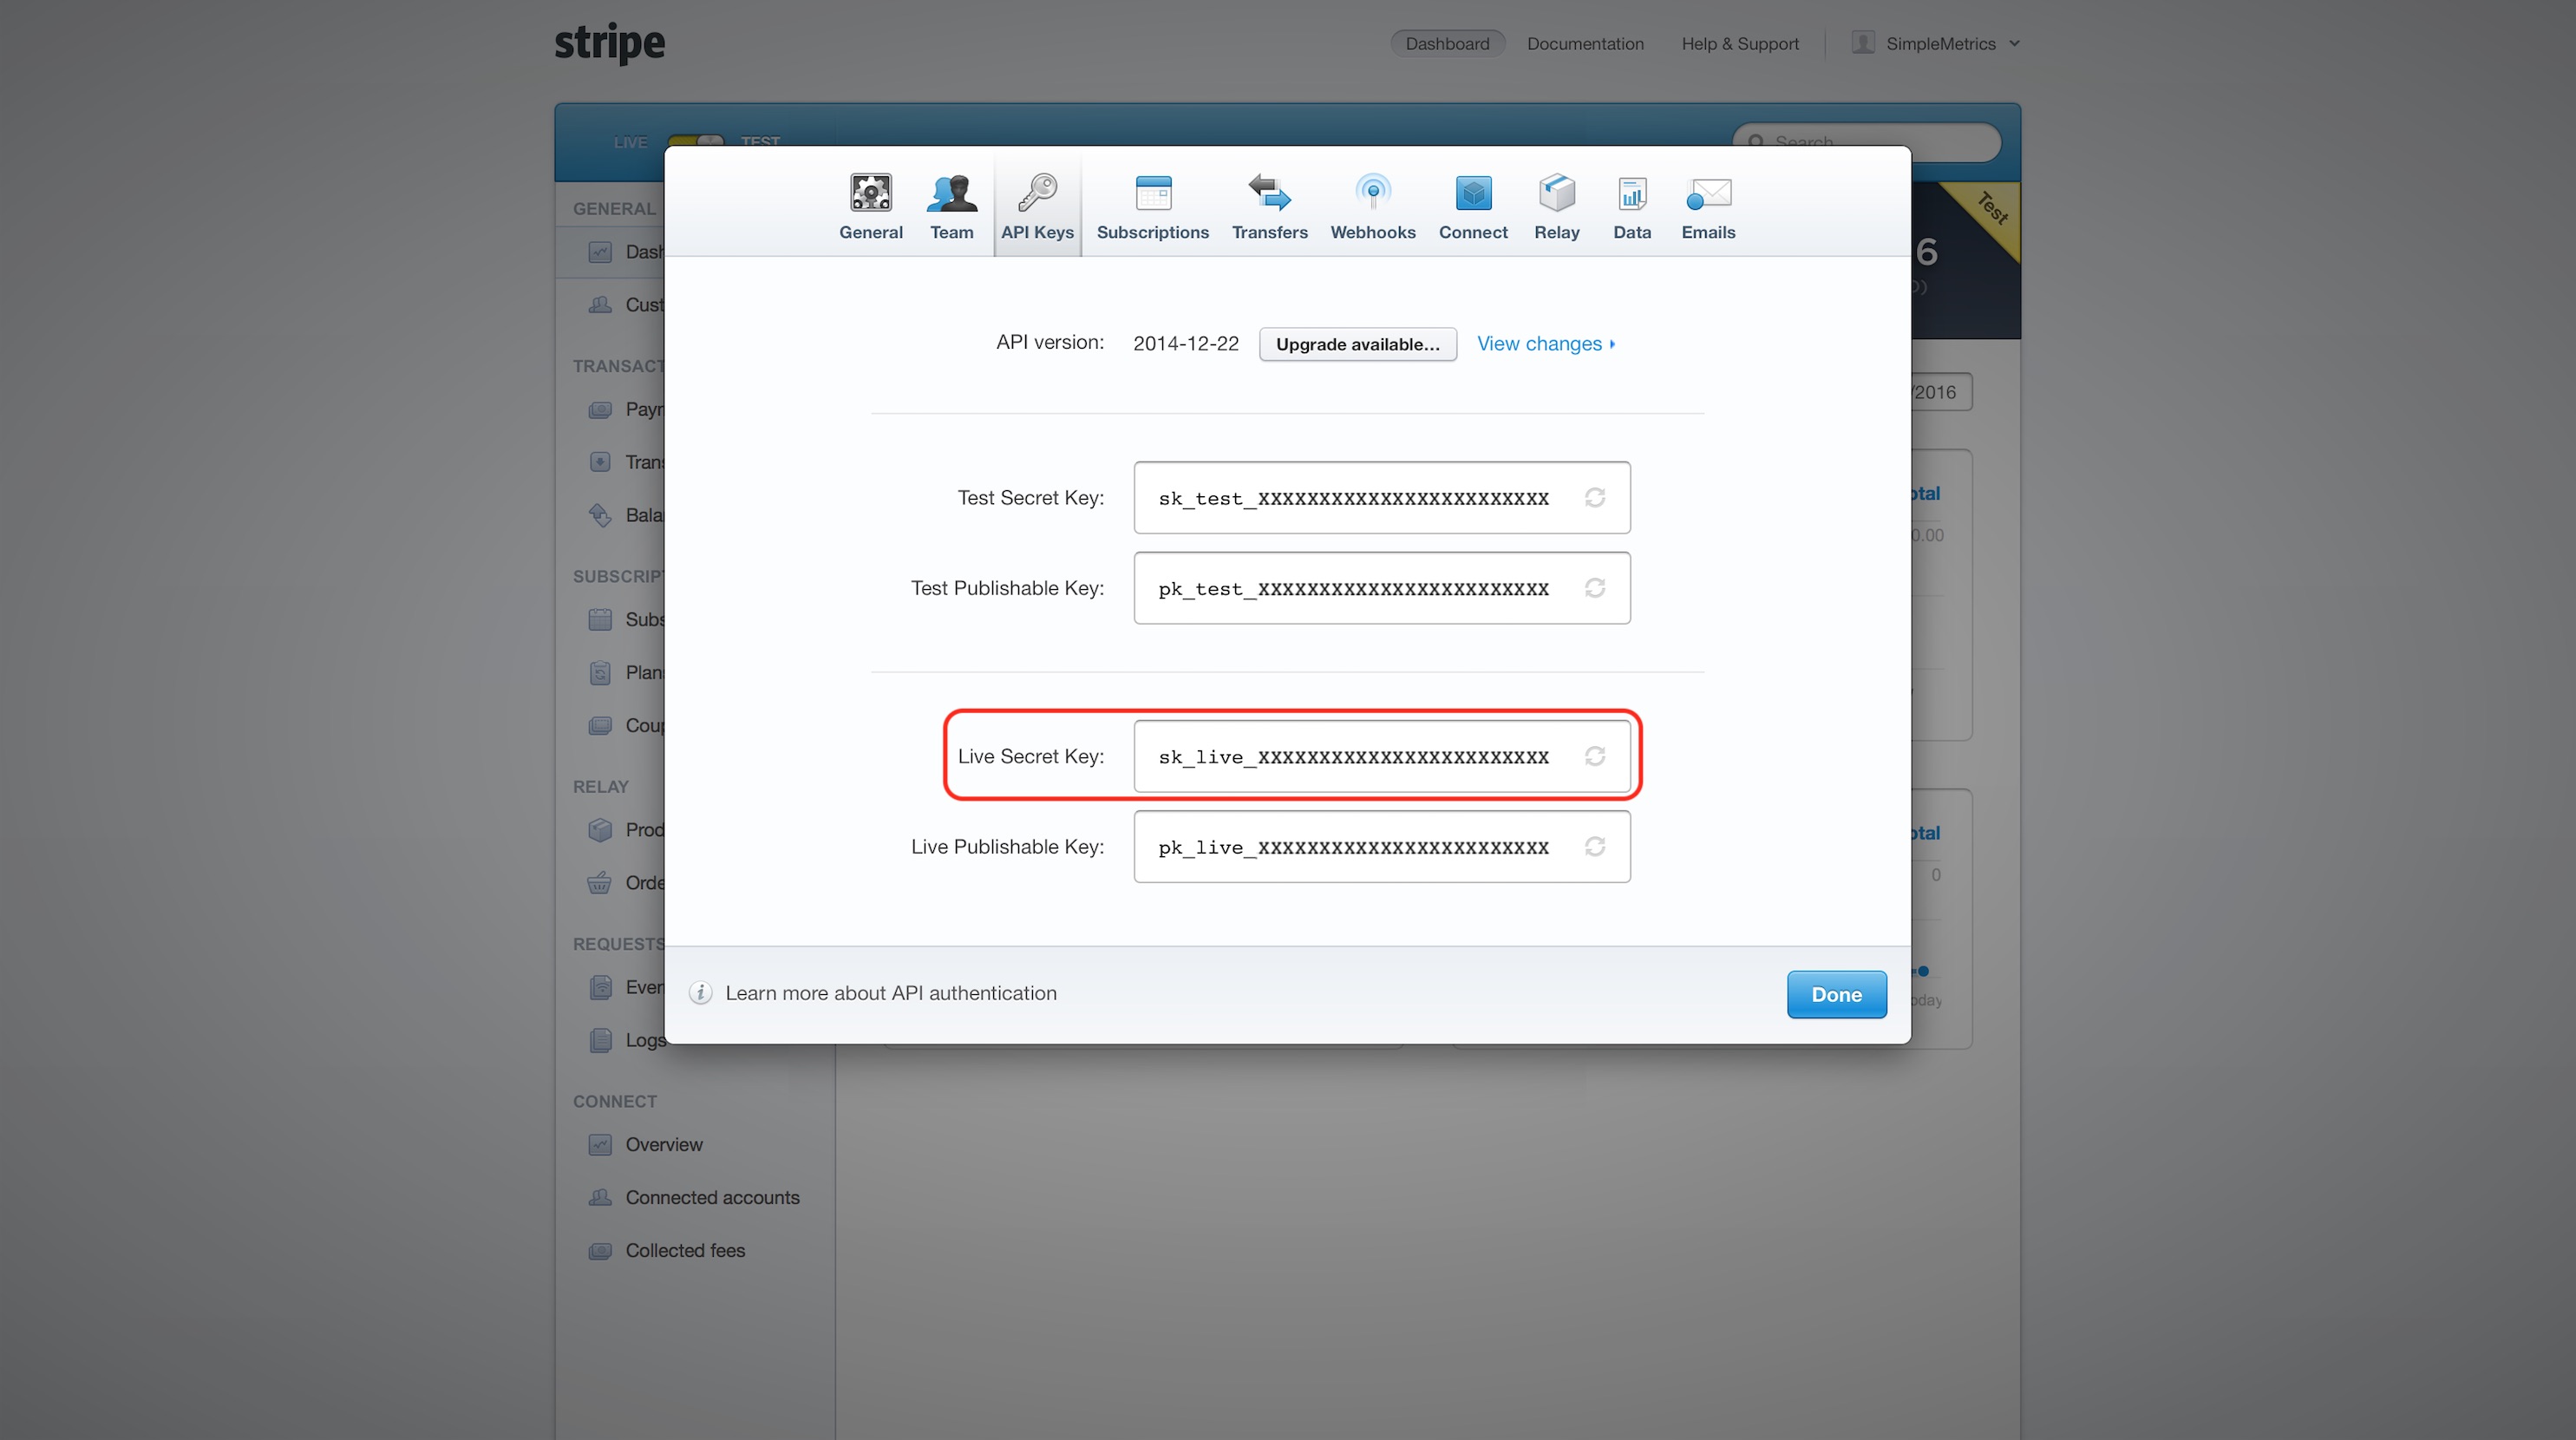 stripe
Dashboard Documentation Help & Support SimpleMetrics
LIVE TEST Search
General Team API Keys Subscriptions Transfers Webhooks Connect Relay Data Emails
Test
GENERAL
Dash
Cust
TRANSACT
Payr
Trans
Bala
SUBSCRIPT
Subs
Plans
Coup
RELAY
Prod
Orde
REQUESTS
Ever
Logs
CONNECT
Overview
Connected accounts
Collected fees
API version: 2014-12-22 Upgrade available... View changes
Test Secret Key: sk_test_XXXXXXXXXXXXXXXXXXXXXXXX
Test Publishable Key: pk_test_XXXXXXXXXXXXXXXXXXXXXXXX
Live Secret Key: sk_live_XXXXXXXXXXXXXXXXXXXXXXXX
Live Publishable Key: pk_live_XXXXXXXXXXXXXXXXXXXXXXXX
Learn more about API authentication
Done
6
/2016
otal
0.00
otal
0
oday